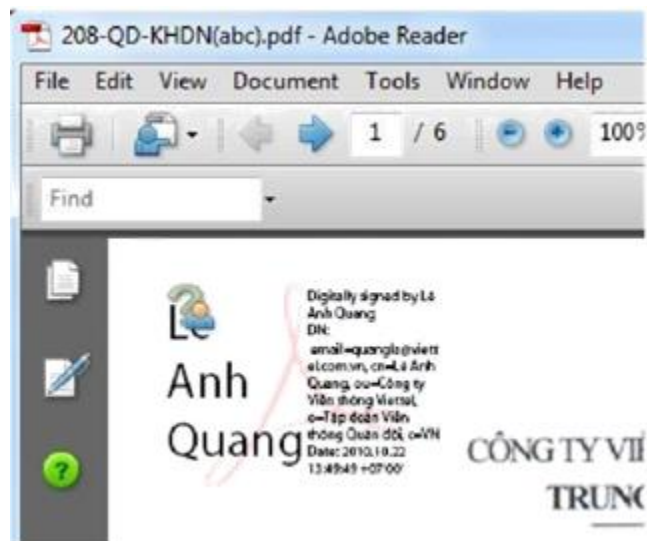 208-QD-KHDN(abc).pdf - Adobe Reader
File Edit View Document Tools Window Help
1 / 6 100%
Find
Lê
Anh
Quang
Digitally signed by Lê
Anh Quang
DN:
email=quangla@viett
el.com.vn, cn=Lê Anh
Quang, ou=Công ty
Viễn thông Viettel,
o=Tập đoàn Viễn
thông Quân đội, c=VN
Date: 2010.10.22
13:49:49 +07'00'
CÔNG TY VI
TRUNG